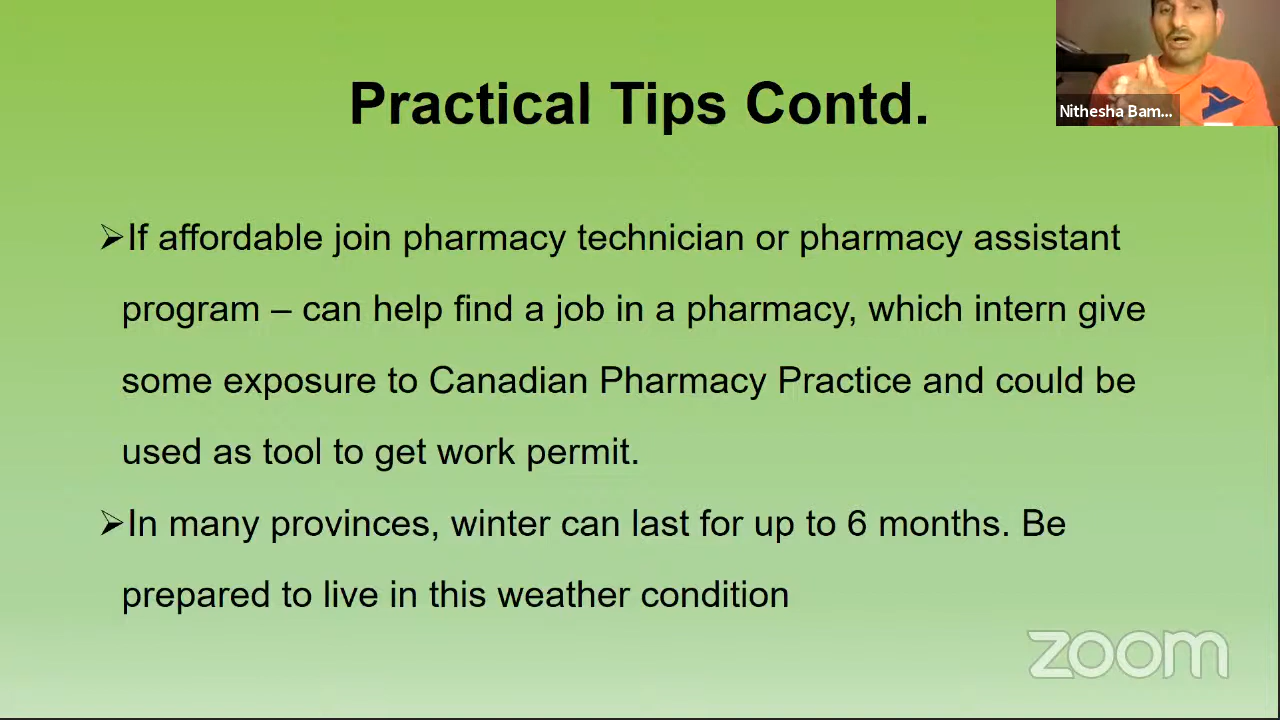 Practical Tips Contd.
Nithesha Bam...
➢If affordable join pharmacy technician or pharmacy assistant
program – can help find a job in a pharmacy, which intern give
some exposure to Canadian Pharmacy Practice and could be
used as tool to get work permit.
➢In many provinces, winter can last for up to 6 months. Be
prepared to live in this weather condition
zoom